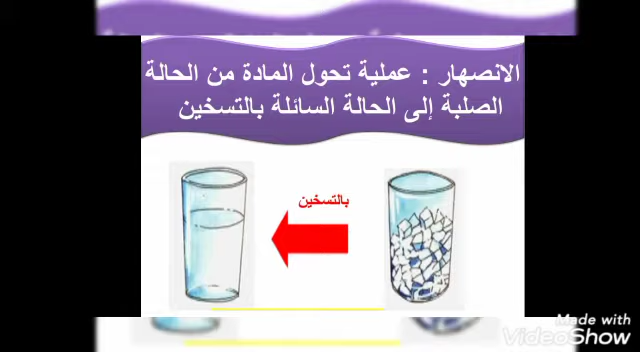 الانصهار : عملية تحول المادة من الحالة
الصلبة إلى الحالة السائلة بالتسخين
بالتسخين
Made with
VideoShow